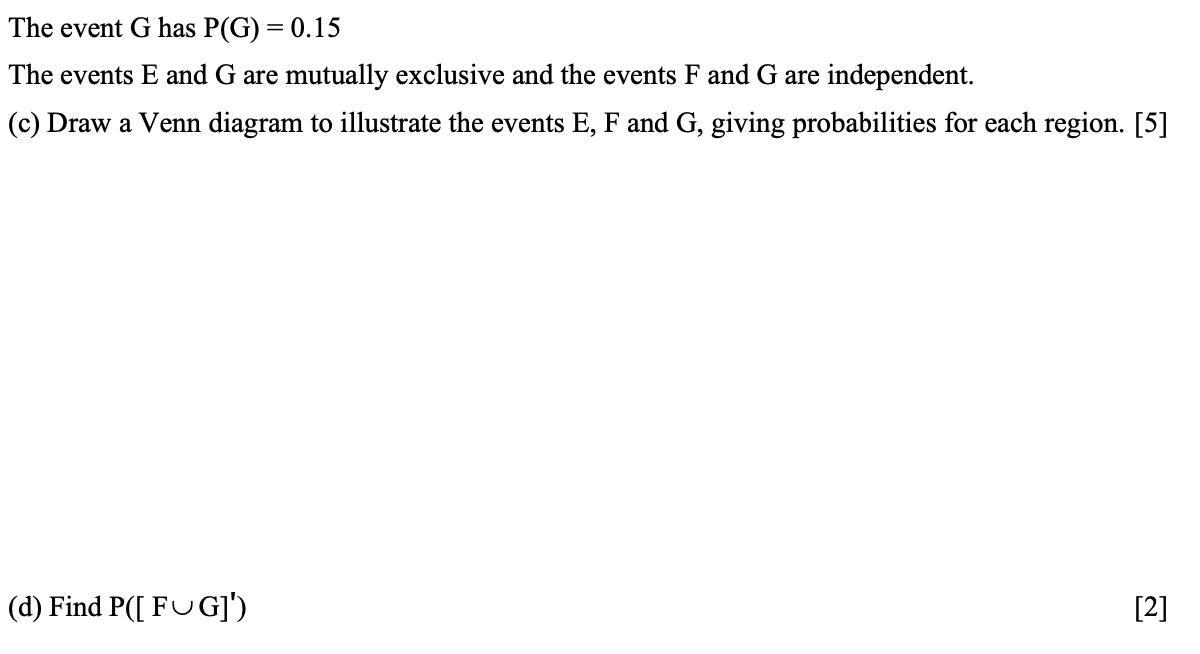 The event G has P(G) = 0.15
The events E and G are mutually exclusive and the events F and G are independent.
(c) Draw a Venn diagram to illustrate the events E, F and G, giving probabilities for each region. [5]
(d) Find P([ F∪G]') [2]